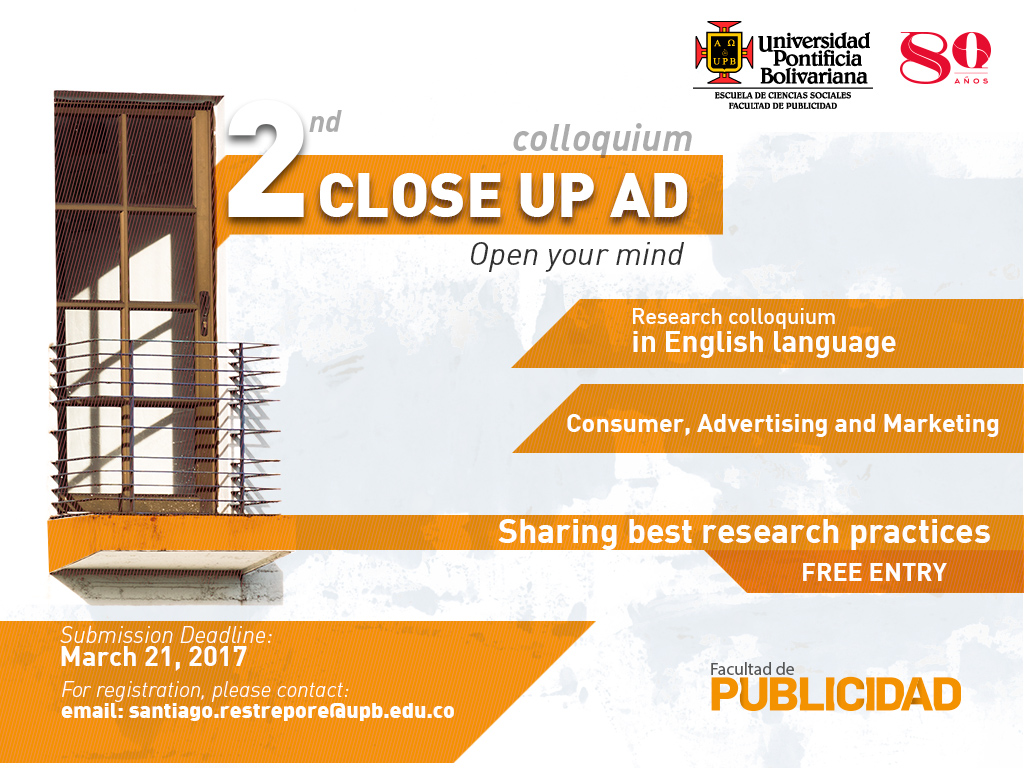 Universidad
Pontificia
Bolivariana
ESCUELA DE CIENCIAS SOCIALES
FACULTAD DE PUBLICIDAD
Α Ω
UPB
80
AÑOS
2nd
colloquium
CLOSE UP AD
Open your mind
Research colloquium
in English language
Consumer, Advertising and Marketing
Sharing best research practices
FREE ENTRY
Submission Deadline:
March 21, 2017
For registration, please contact:
email: santiago.restrepore@upb.edu.co
Facultad de
PUBLICIDAD